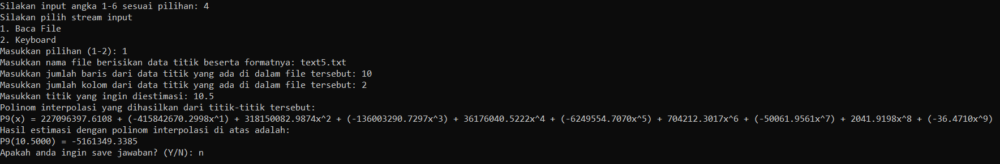 Silakan input angka 1-6 sesuai pilihan: 4
Silakan pilih stream input
1. Baca File
2. Keyboard
Masukkan pilihan (1-2): 1
Masukkan nama file berisikan data titik beserta formatnya: text5.txt
Masukkan jumlah baris dari data titik yang ada di dalam file tersebut: 10
Masukkan jumlah kolom dari data titik yang ada di dalam file tersebut: 2
Masukkan titik yang ingin diestimasi: 10.5
Polinom interpolasi yang dihasilkan dari titik-titik tersebut:
P9(x) = 227096397.6108 + (-415842670.2998x^1) + 318150082.9874x^2 + (-136003290.7297x^3) + 36176040.5222x^4 + (-6249554.7070x^5) + 704212.3017x^6 + (-50061.9561x^7) + 2041.9198x^8 + (-36.4710x^9)
Hasil estimasi dengan polinom interpolasi di atas adalah:
P9(10.5000) = -5161349.3385
Apakah anda ingin save jawaban? (Y/N): n